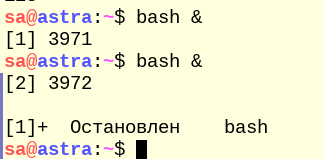 sa@astra:~$ bash &
[1] 3971
sa@astra:~$ bash &
[2] 3972

[1]+  Остановлен    bash
sa@astra:~$